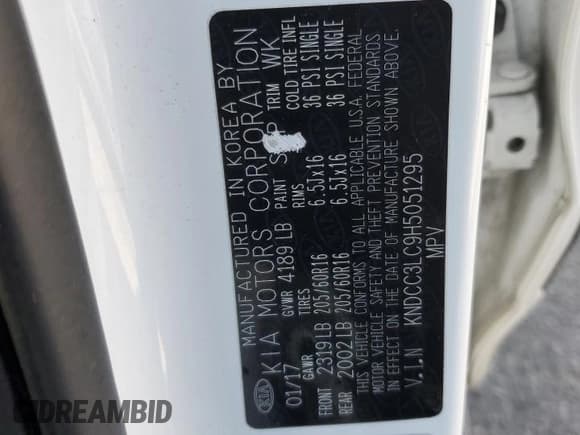 MANUFACTURED IN KOREA BY
KIA KIA MOTORS CORPORATION
01/17 GVWR 4189 LB PAINT TRIM WK
GAWR TIRES RIMS COLD TIRE INFL
FRONT 2319 LB 205/60R16 6.5Jx16 36 PSI SINGLE
REAR 2002 LB 205/60R16 6.5Jx16 36 PSI SINGLE
THIS VEHICLE CONFORMS TO ALL APPLICABLE U.S.A. FEDERAL
MOTOR VEHICLE SAFETY AND THEFT PREVENTION STANDARDS
IN EFFECT ON THE DATE OF MANUFACTURE SHOWN ABOVE.
V.I.N KNDCC3LC9H5051295
MPV
DREAMBID